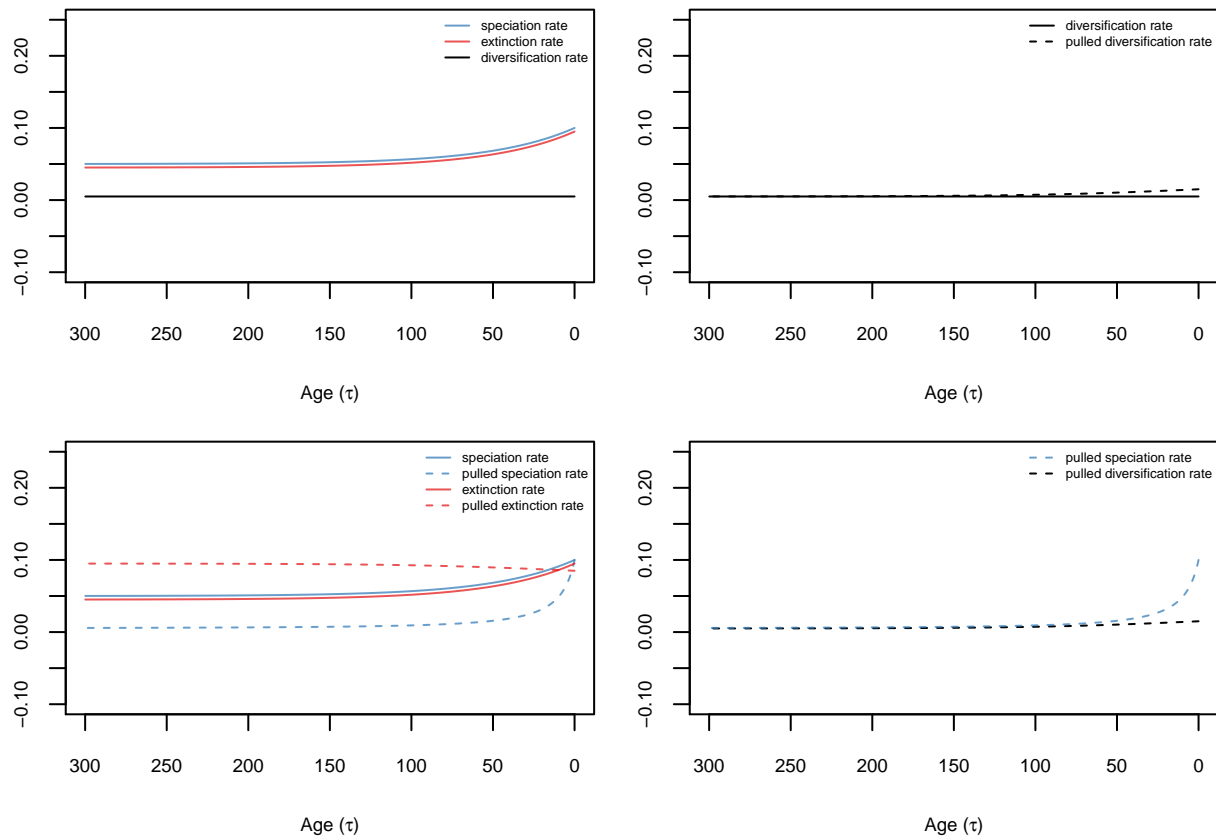 speciation rate
extinction rate
diversification rate
0.20
0.10
0.00
−0.10
300 250 200 150 100 50 0
Age (τ)
diversification rate
pulled diversification rate
0.20
0.10
0.00
−0.10
300 250 200 150 100 50 0
Age (τ)
speciation rate
pulled speciation rate
extinction rate
pulled extinction rate
0.20
0.10
0.00
−0.10
300 250 200 150 100 50 0
Age (τ)
pulled speciation rate
pulled diversification rate
0.20
0.10
0.00
−0.10
300 250 200 150 100 50 0
Age (τ)